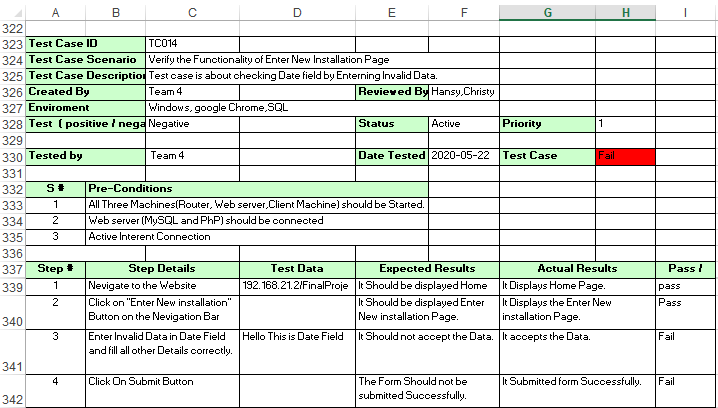 A B C D E F G H I
322
323 Test Case ID TC014
324 Test Case Scenario Verify the Functionality of Enter New Installation Page
325 Test Case Descriptior Test case is about checking Date field by Enterning Invalid Data.
326 Created By Team 4 Reviewed By Hansy,Christy
327 Enviroment Windows, google Chrome,SQL
328 Test ( positive / nega Negative Status Active Priority 1
329
330 Tested by Team 4 Date Tested 2020-05-22 Test Case Fail
331
332 S # Pre-Conditions
333 1 All Three Machines(Router, Web server,Client Machine) should be Started.
334 2 Web server (MySQL and PhP) should be connected
335 3 Active Interent Connection
336
337 Step # Step Details Test Data Expected Results Actual Results Pass /
339 1 Nevigate to the Website 192.168.21.2/FinalProje It Should be displayed Home It Displays Home Page. pass
2 Click on "Enter New installation" It Should be displayed Enter It Displays the Enter New Pass
340 Button on the Nevigation Bar New installation Page. installation Page.
3 Enter Invalid Data in Date Field Hello This is Date Field It Should not accept the Data. It accepts the Data. Fail
and fill all other Details correctly.
341
4 Click On Submit Button The Form Should not be It Submitted form Successfully. Fail
342 submitted Successfully.